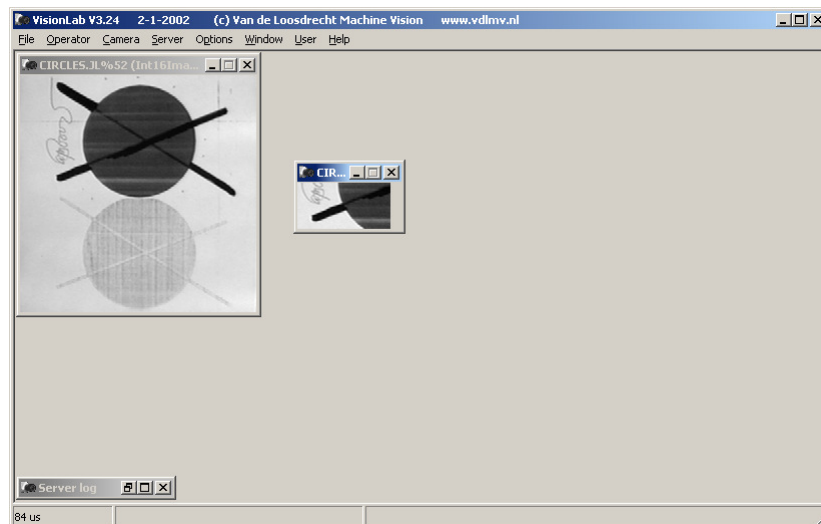 VisionLab V3.24 2-1-2002 (c) Van de Loosdrecht Machine Vision www.vdlmv.nl
File Operator Camera Server Options Window User Help
CIRCLES.JL%52 (Int16Ima...
CIR...
Server log
84 us